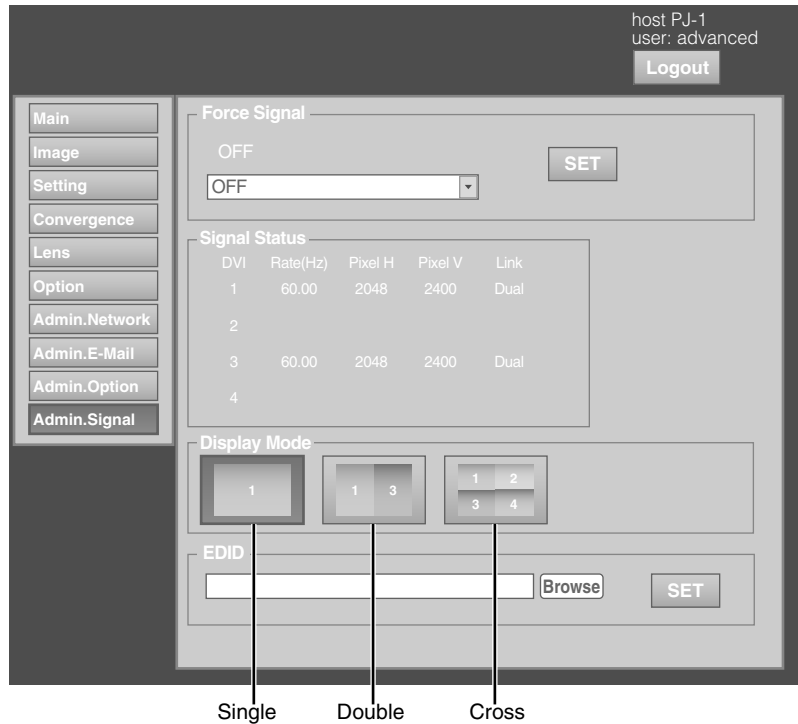 host PJ-1
user: advanced
Logout
Main
Image
Setting
Convergence
Lens
Option
Admin.Network
Admin.E-Mail
Admin.Option
Admin.Signal
Force Signal
OFF
OFF
SET
Signal Status
DVI Rate(Hz) Pixel H Pixel V Link
1 60.00 2048 2400 Dual
2
3 60.00 2048 2400 Dual
4
Display Mode
1
1 3
1 2
3 4
EDID
Browse
SET
Single Double Cross